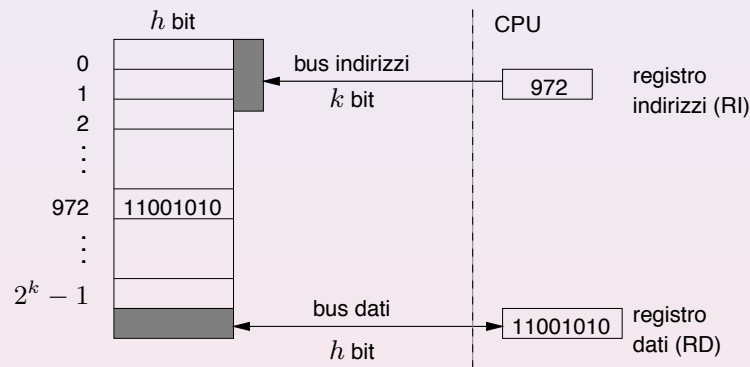 h bit
CPU
0
1
2
⋮
972
11001010
⋮
2^k − 1
bus indirizzi
k bit
972
registro
indirizzi (RI)
bus dati
h bit
11001010
registro
dati (RD)